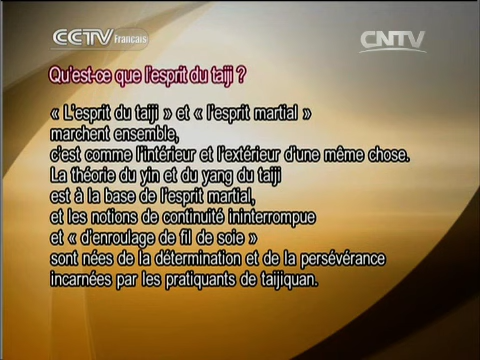 CCTV Français
CNTV
Qu'est-ce que l'esprit du taiji ?
« L'esprit du taiji » et « l'esprit martial »
marchent ensemble,
c'est comme l'intérieur et l'extérieur d'une même chose.
La théorie du yin et du yang du taiji
est à la base de l'esprit martial,
et les notions de continuité ininterrompue
et « d'enroulage de fil de soie »
sont nées de la détermination et de la persévérance
incarnées par les pratiquants de taijiquan.